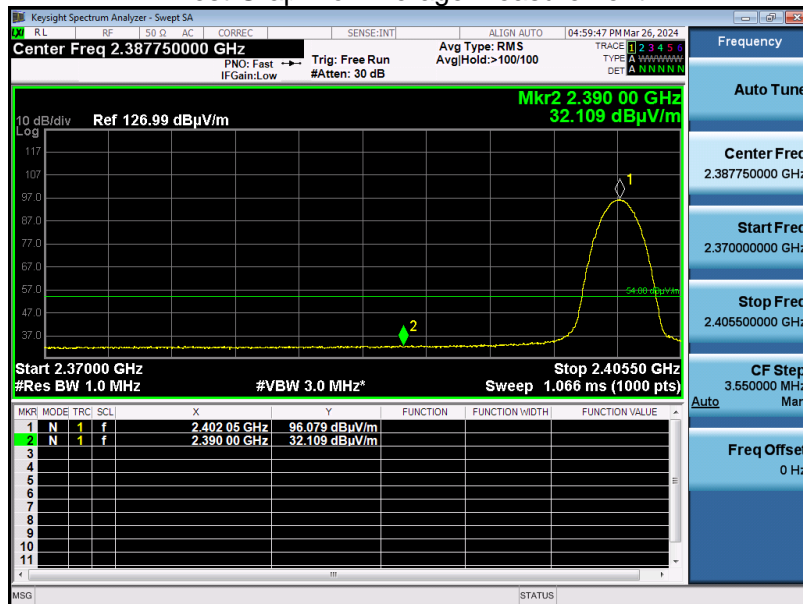 Keysight Spectrum Analyzer - Swept SA
LXI RL RF 50 Ω AC CORREC SENSE:INT ALIGN AUTO 04:59:47 PM Mar 26, 2024
Center Freq 2.387750000 GHz
PNO: Fast
IFGain:Low
Trig: Free Run
#Atten: 30 dB
Avg Type: RMS
Avg|Hold:>100/100
TRACE 1 2 3 4 5 6
TYPE A WWWWW
DET A N N N N N
Mkr2 2.390 00 GHz
32.109 dBµV/m
10 dB/div Ref 126.99 dBµV/m
Log
117
107
97.0
87.0
77.0
67.0
57.0
47.0
37.0
1
2
54.00 dBµV/m
Start 2.37000 GHz Stop 2.40550 GHz
#Res BW 1.0 MHz #VBW 3.0 MHz* Sweep 1.066 ms (1000 pts)
MKR MODE TRC SCL X Y FUNCTION FUNCTION WIDTH FUNCTION VALUE
1 N 1 f 2.402 05 GHz 96.079 dBµV/m
2 N 1 f 2.390 00 GHz 32.109 dBµV/m
3
4
5
6
7
8
9
10
11
MSG STATUS
Frequency
Auto Tune
Center Freq
2.387750000 GHz
Start Freq
2.370000000 GHz
Stop Freq
2.405500000 GHz
CF Step
3.550000 MHz
Auto Man
Freq Offset
0 Hz